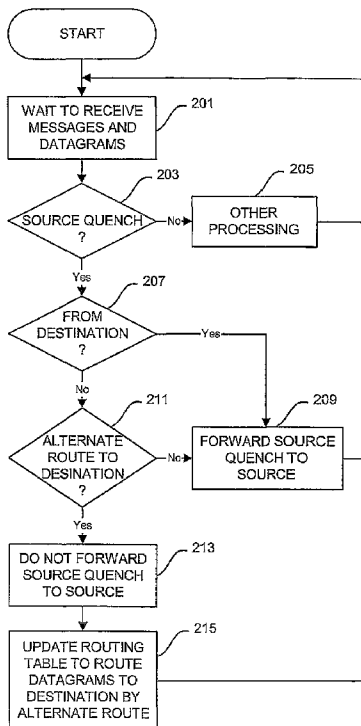 START
WAIT TO RECEIVE
MESSAGES AND
DATAGRAMS
201
203
SOURCE QUENCH
?
No
205
OTHER
PROCESSING
Yes
207
FROM
DESTINATION
?
Yes
No
211
ALTERNATE
ROUTE TO
DESINATION
?
No
209
FORWARD SOURCE
QUENCH TO
SOURCE
Yes
213
DO NOT FORWARD
SOURCE QUENCH
TO SOURCE
215
UPDATE ROUTING
TABLE TO ROUTE
DATAGRAMS TO
DESTINATION BY
ALTERNATE ROUTE